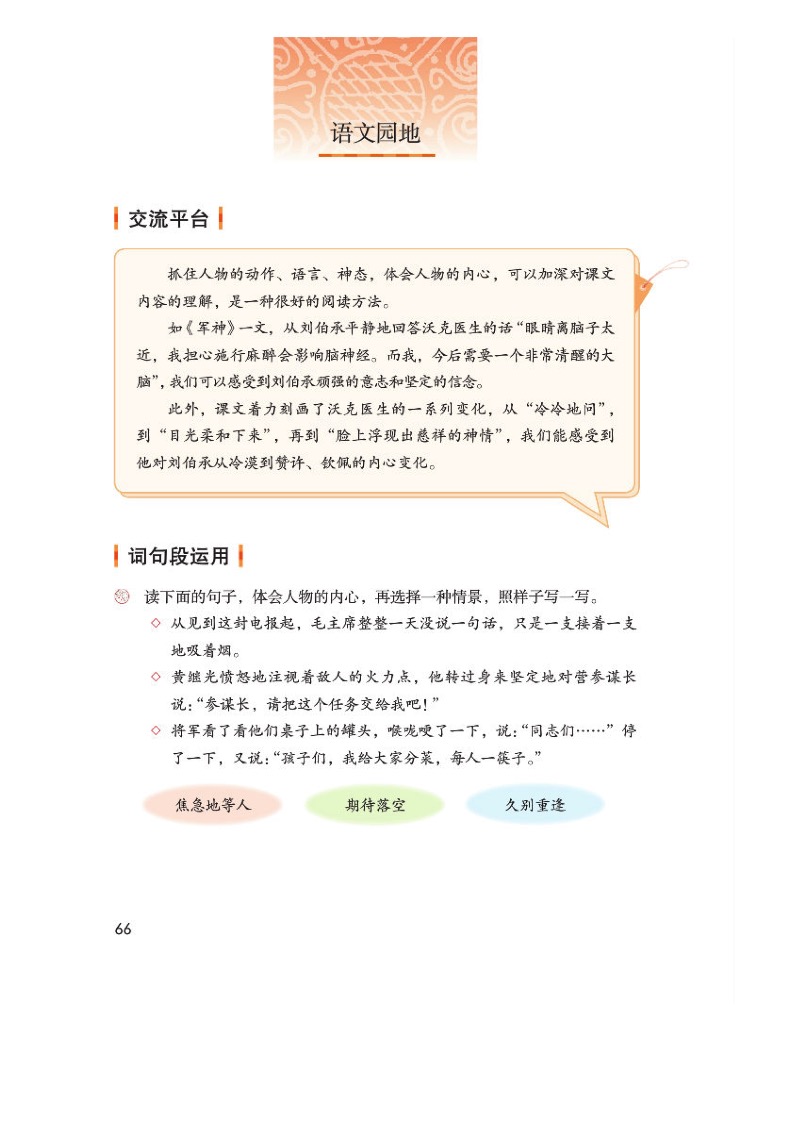 语文园地
交流平台
抓住人物的动作、语言、神态，体会人物的内心，可以加深对课文
内容的理解，是一种很好的阅读方法。
如《军神》一文，从刘伯承平静地回答沃克医生的话“眼睛离脑子太
近，我担心施行麻醉会影响脑神经。而我，今后需要一个非常清醒的大
脑”，我们可以感受到刘伯承顽强的意志和坚定的信念。
此外，课文着力刻画了沃克医生的一系列变化，从“冷冷地问”，
到“目光柔和下来”，再到“脸上浮现出慈祥的神情”，我们能感受到
他对刘伯承从冷漠到赞许、钦佩的内心变化。
词句段运用
读下面的句子，体会人物的内心，再选择一种情景，照样子写一写。
◇ 从见到这封电报起，毛主席整整一天没说一句话，只是一支接着一支
地吸着烟。
◇ 黄继光愤怒地注视着敌人的火力点，他转过身来坚定地对营参谋长
说：“参谋长，请把这个任务交给我吧！”
◇ 将军看了看他们桌子上的罐头，喉咙哽了一下，说：“同志们……”停
了一下，又说：“孩子们，我给大家分菜，每人一筷子。”
焦急地等人 期待落空 久别重逢
66